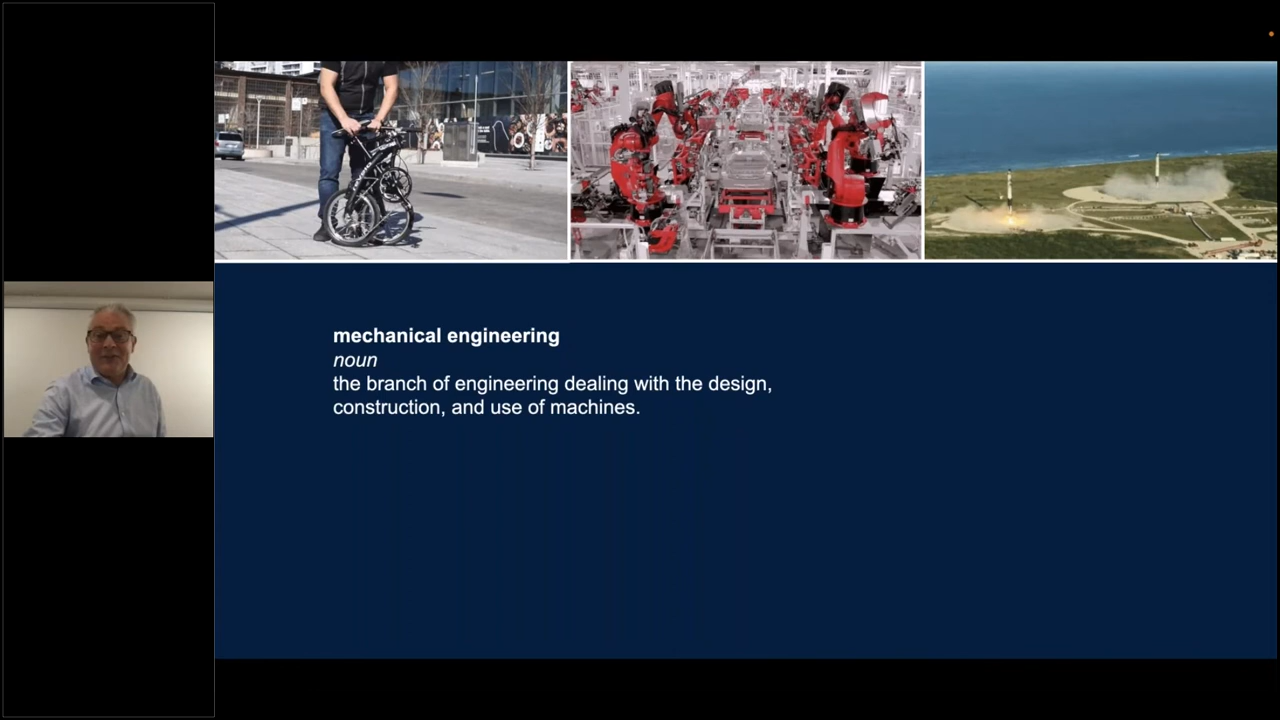 mechanical engineering
noun
the branch of engineering dealing with the design,
construction, and use of machines.